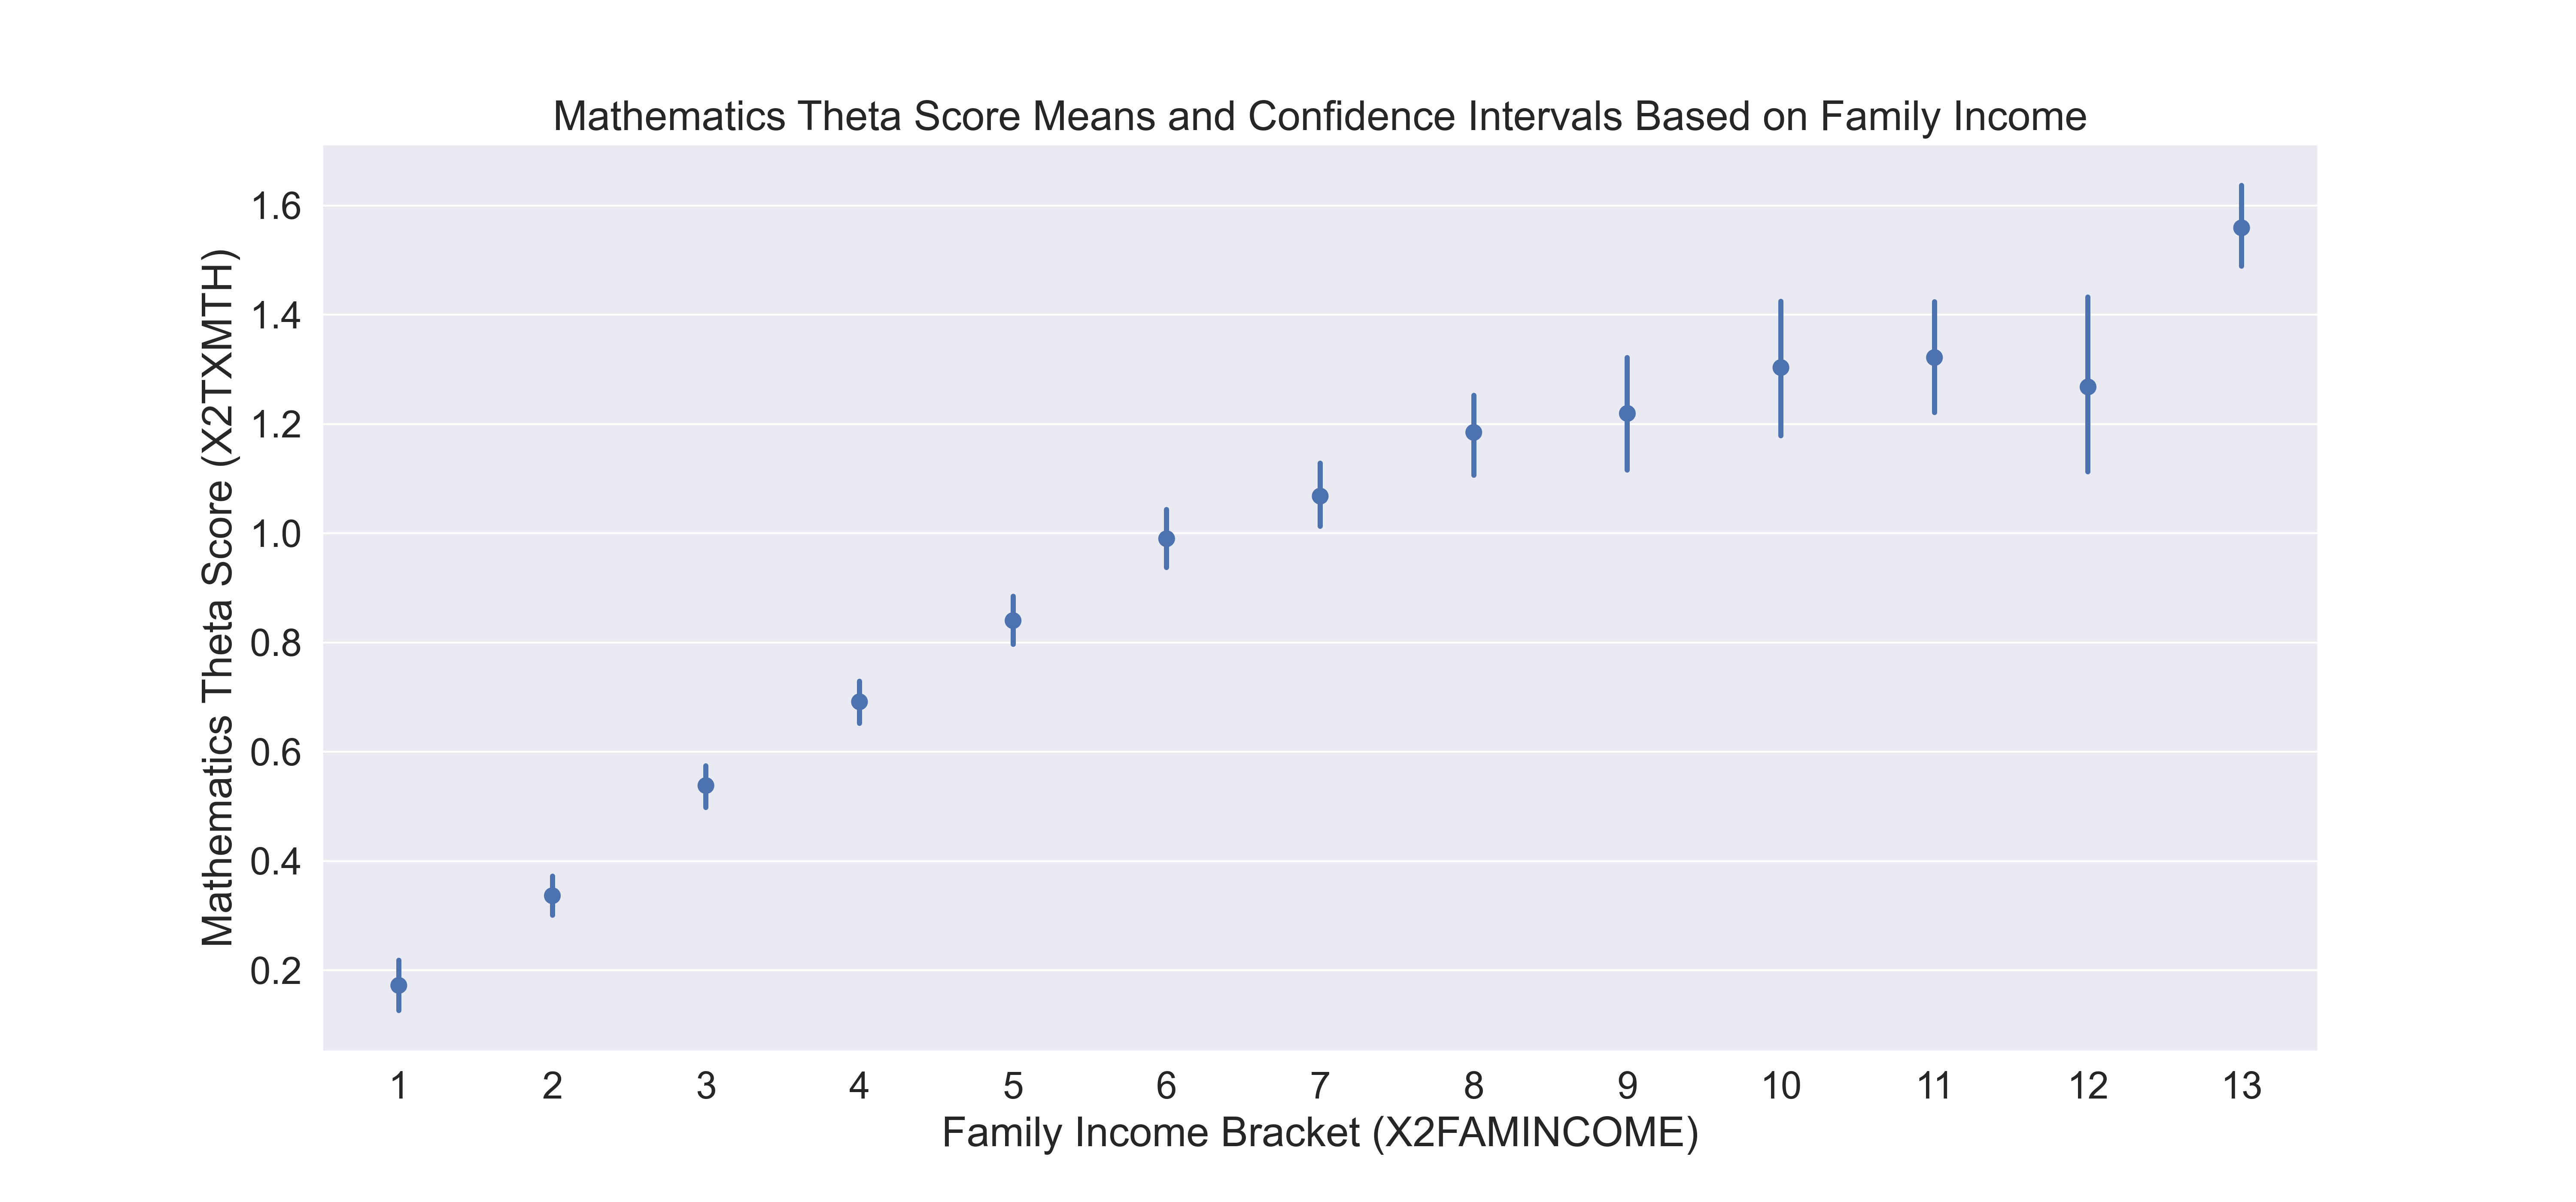 Mathematics Theta Score Means and Confidence Intervals Based on Family Income
Mathematics Theta Score (X2TXMTH)
1.6
1.4
1.2
1.0
0.8
0.6
0.4
0.2
1 2 3 4 5 6 7 8 9 10 11 12 13
Family Income Bracket (X2FAMINCOME)